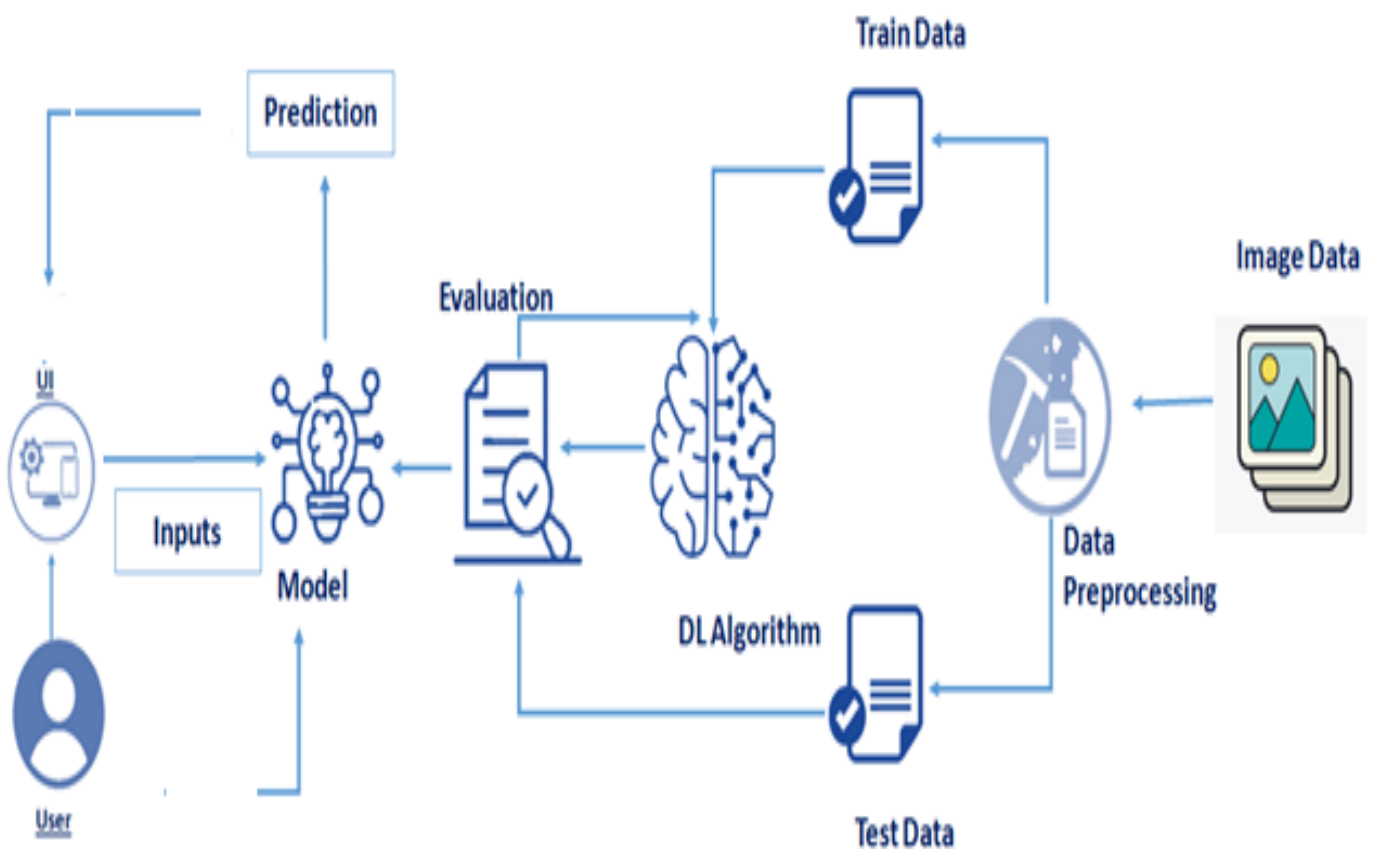 Train Data
Prediction
Image Data
Evaluation
UI
Inputs
Data
Preprocessing
Model
DL Algorithm
User
Test Data